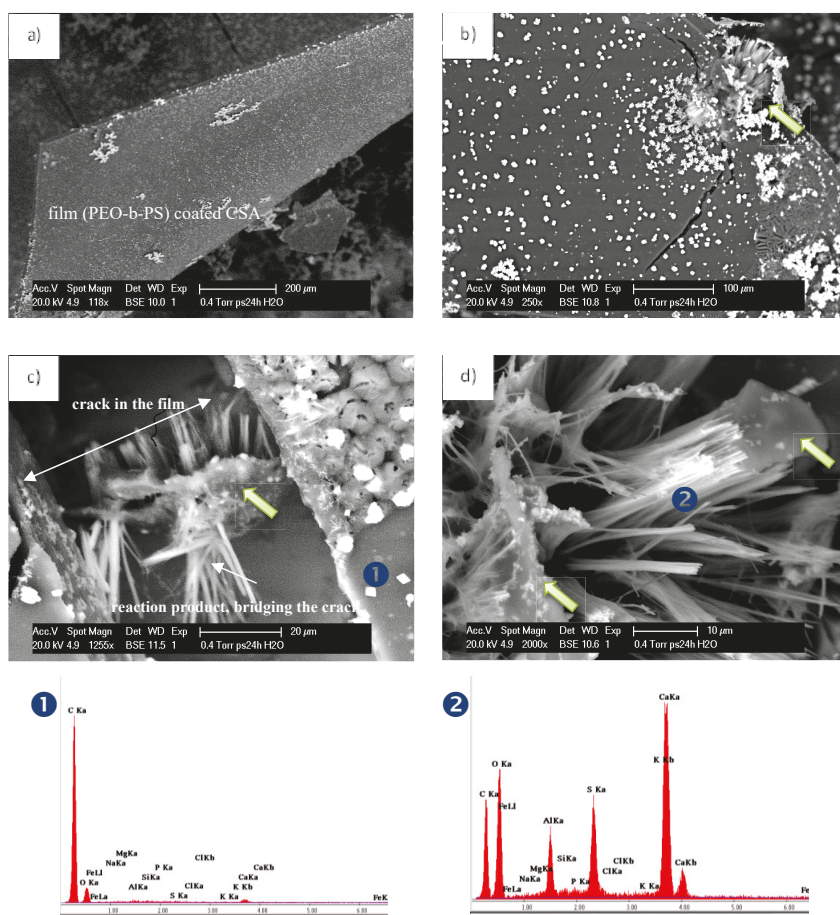 a)
film (PEO-b-PS) coated CSA
Acc.V Spot Magn Det WD Exp 200 µm
20.0 kV 4.9 118x BSE 10.0 1 0.4 Torr ps24h H2O
b)
Acc.V Spot Magn Det WD Exp 100 µm
20.0 kV 4.9 250x BSE 10.8 1 0.4 Torr ps24h H2O
c)
crack in the film
1
reaction product, bridging the crack
Acc.V Spot Magn Det WD Exp 20 µm
20.0 kV 4.9 1255x BSE 11.5 1 0.4 Torr ps24h H2O
d)
2
Acc.V Spot Magn Det WD Exp 10 µm
20.0 kV 4.9 2000x BSE 10.6 1 0.4 Torr ps24h H2O
1
C Ka
ClKb
MgKa
NaKa P Ka CaKb
FeLl SiKa CaKa
O Ka AlKa ClKa K Kb
FeLa S Ka K Ka FeK
1.00 2.00 3.00 4.00 5.00 6.00
2
CaKa
K Kb
O Ka
S Ka
C Ka
FeLl
AlKa
SiKa ClKb
MgKa ClKa CaKb
NaKa P Ka
FeLa K Ka Fe
1.00 2.00 3.00 4.00 5.00 6.00